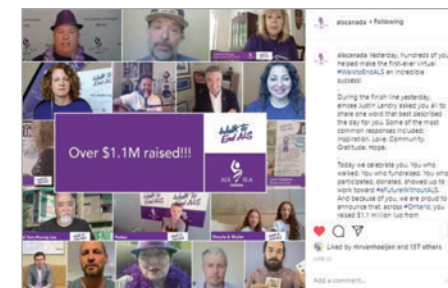 Over $1.1M raised!!!
Walk to
End ALS
ALS SLA
alscanada • Following
alscanada Yesterday, hundreds of you
helped make the first-ever virtual
#WalktoEndALS an incredible
success!
During the finish line yesterday,
emcee Justin Landry asked you all to
share one word that best described
the day for you. Some of the most
common responses included:
Inspiration. Love. Community.
Gratitude. Hope.
Today we celebrate you. You who
walked. You who fundraised. You who
participated, donated, showed up to
work toward #aFutureWithoutALS.
And because of you, we are proud to
announce that, across #Ontario, you
raised $1.1 million
from
Liked by mrvanheeijen and 137 others
Add a comment...